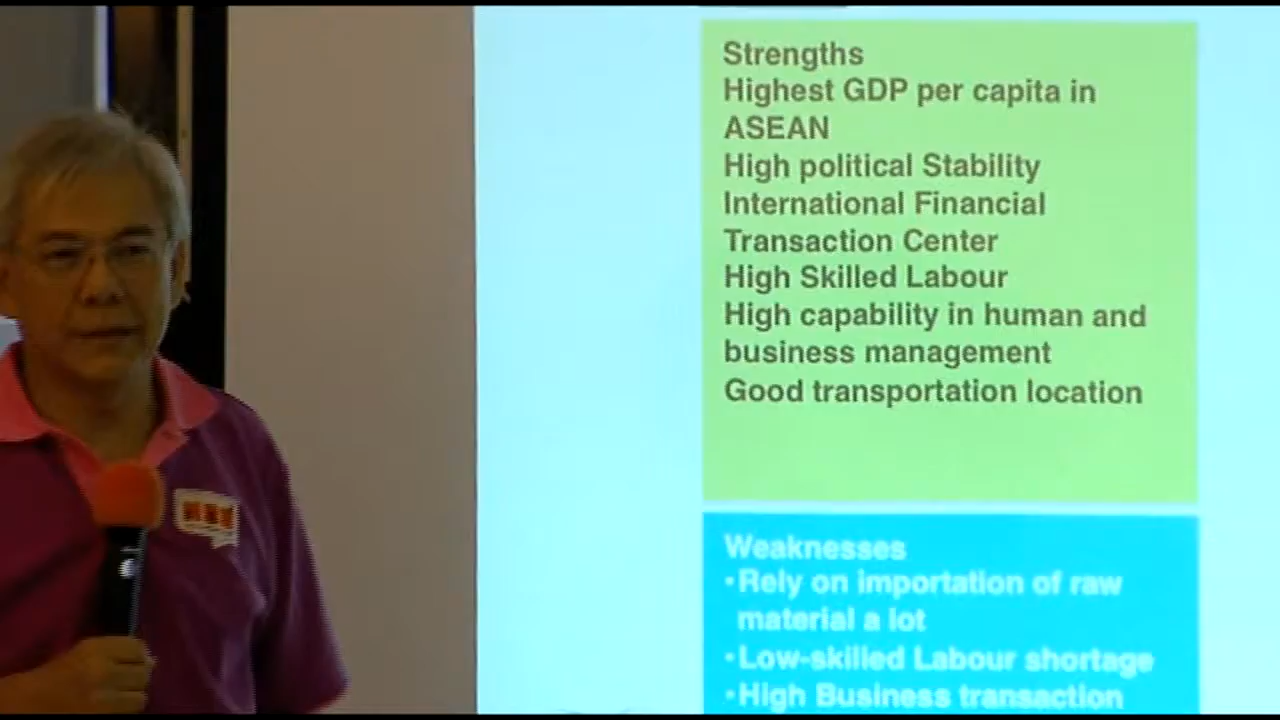 Strengths
Highest GDP per capita in
ASEAN
High political Stability
International Financial
Transaction Center
High Skilled Labour
High capability in human and
business management
Good transportation location
Weaknesses
•Rely on importation of raw
material a lot
•Low-skilled Labour shortage
•High Business transaction